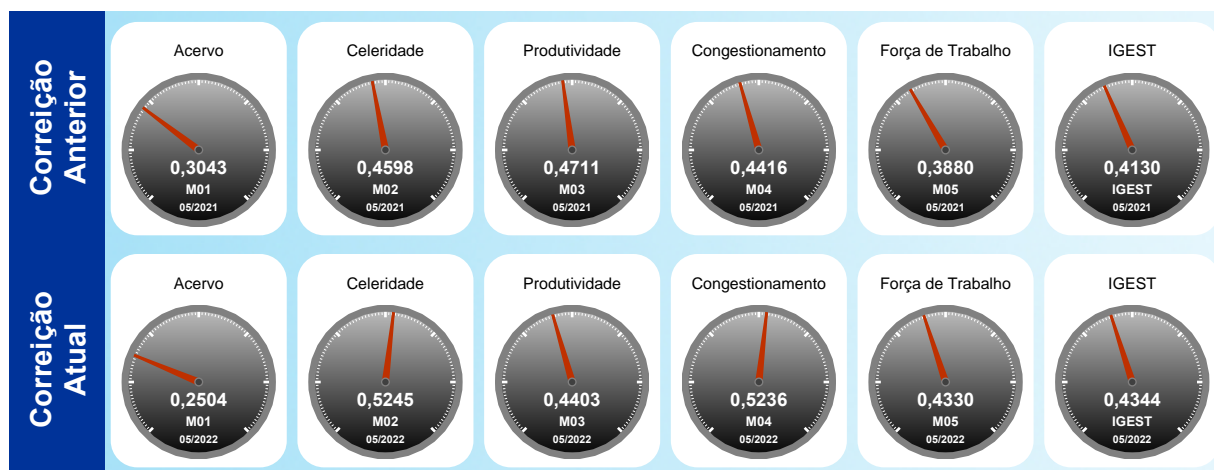 Correição
Anterior
Acervo
0,3043
M01
05/2021
Celeridade
0,4598
M02
05/2021
Produtividade
0,4711
M03
05/2021
Congestionamento
0,4416
M04
05/2021
Força de Trabalho
0,3880
M05
05/2021
IGEST
0,4130
IGEST
05/2021
Correição
Atual
Acervo
0,2504
M01
05/2022
Celeridade
0,5245
M02
05/2022
Produtividade
0,4403
M03
05/2022
Congestionamento
0,5236
M04
05/2022
Força de Trabalho
0,4330
M05
05/2022
IGEST
0,4344
IGEST
05/2022